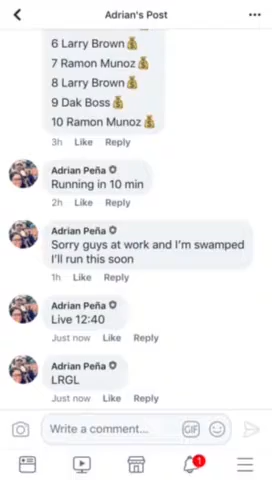 Adrian's Post
6 Larry Brown💰
7 Ramon Munoz💰
8 Larry Brown💰
9 Dak Boss💰
10 Ramon Munoz💰
3h Like Reply
Adrian Peña
Running in 10 min
2h Like Reply
Adrian Peña
Sorry guys at work and I'm swamped
I'll run this soon
1h Like Reply
Adrian Peña
Live 12:40
Just now Like Reply
Adrian Peña
LRGL
Just now Like Reply
Write a comment...
GIF
1